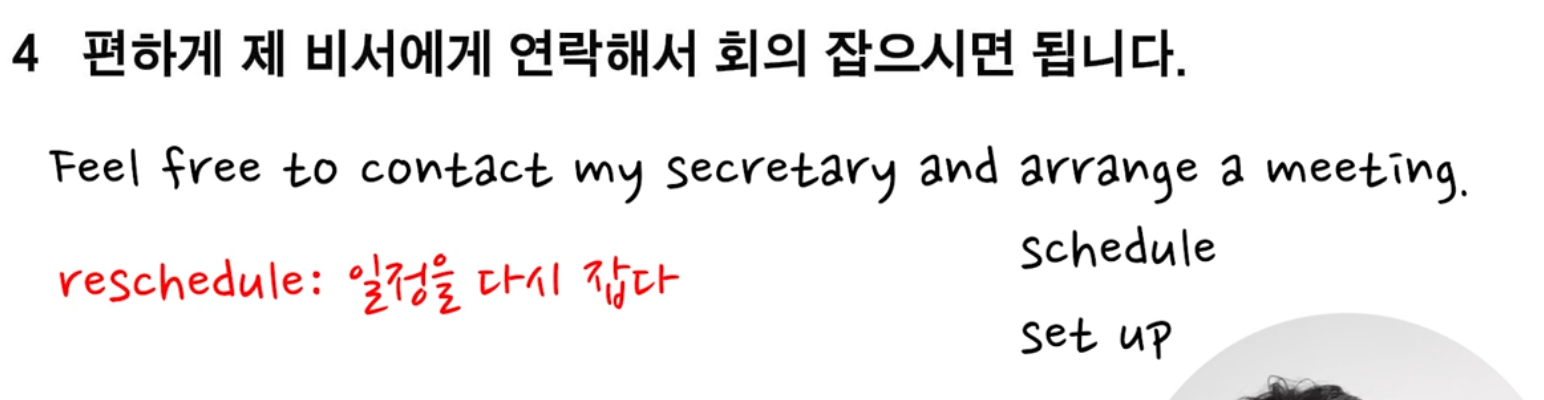 4 편하게 제 비서에게 연락해서 회의 잡으시면 됩니다.
Feel free to contact my secretary and arrange a meeting.
schedule
reschedule: 일정을 다시 잡다
set up